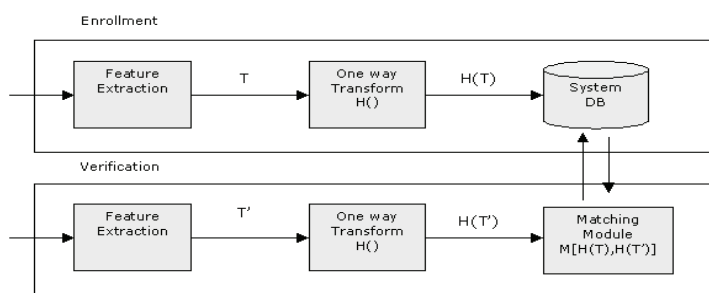 Enrollment
Feature
Extraction
T
One way
Transform
H()
H(T)
System
DB
Verification
Feature
Extraction
T'
One way
Transform
H()
H(T')
Matching
Module
M[H(T),H(T')]